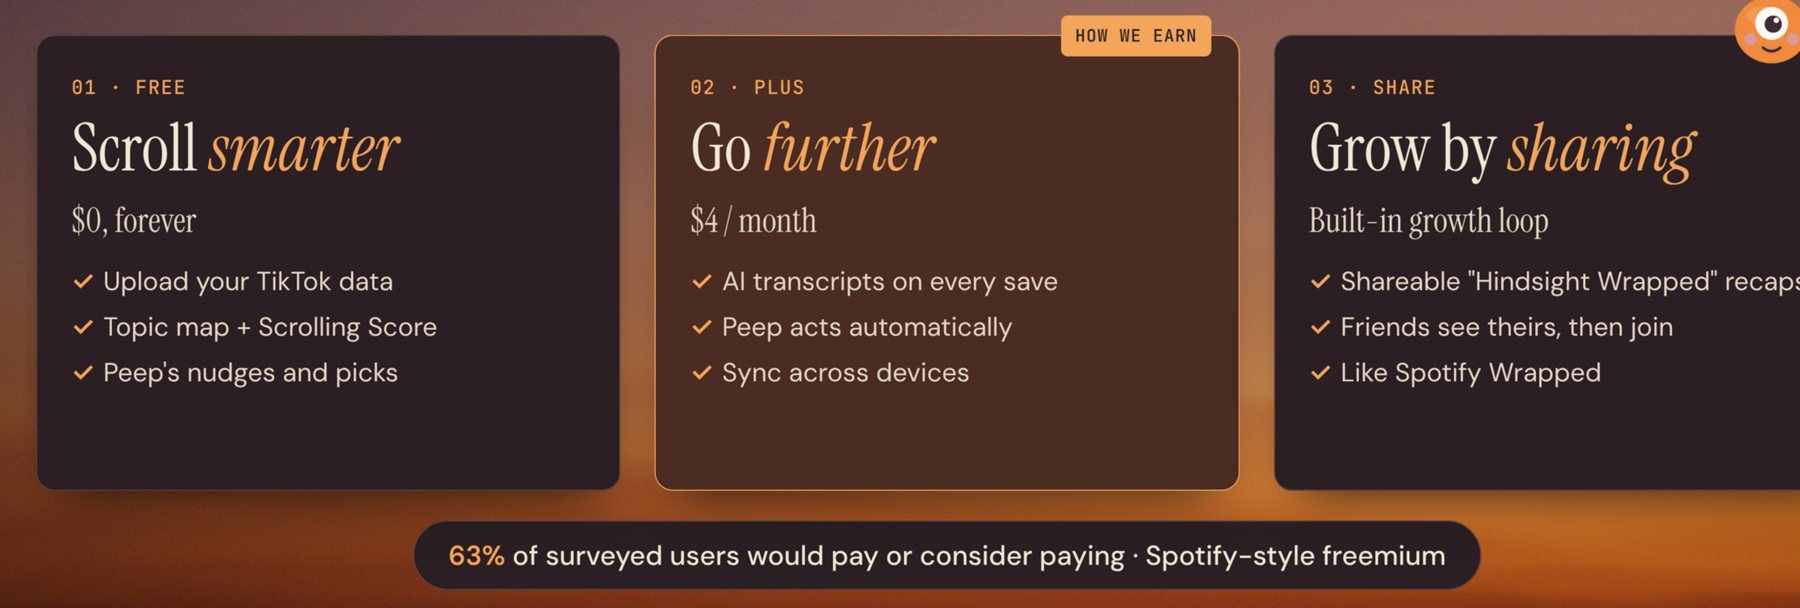 HOW WE EARN
01 · FREE
Scroll smarter
$0, forever
✓ Upload your TikTok data
✓ Topic map + Scrolling Score
✓ Peep's nudges and picks
02 · PLUS
Go further
$4 / month
✓ AI transcripts on every save
✓ Peep acts automatically
✓ Sync across devices
03 · SHARE
Grow by sharing
Built-in growth loop
✓ Shareable "Hindsight Wrapped" recaps
✓ Friends see theirs, then join
✓ Like Spotify Wrapped
63% of surveyed users would pay or consider paying · Spotify-style freemium